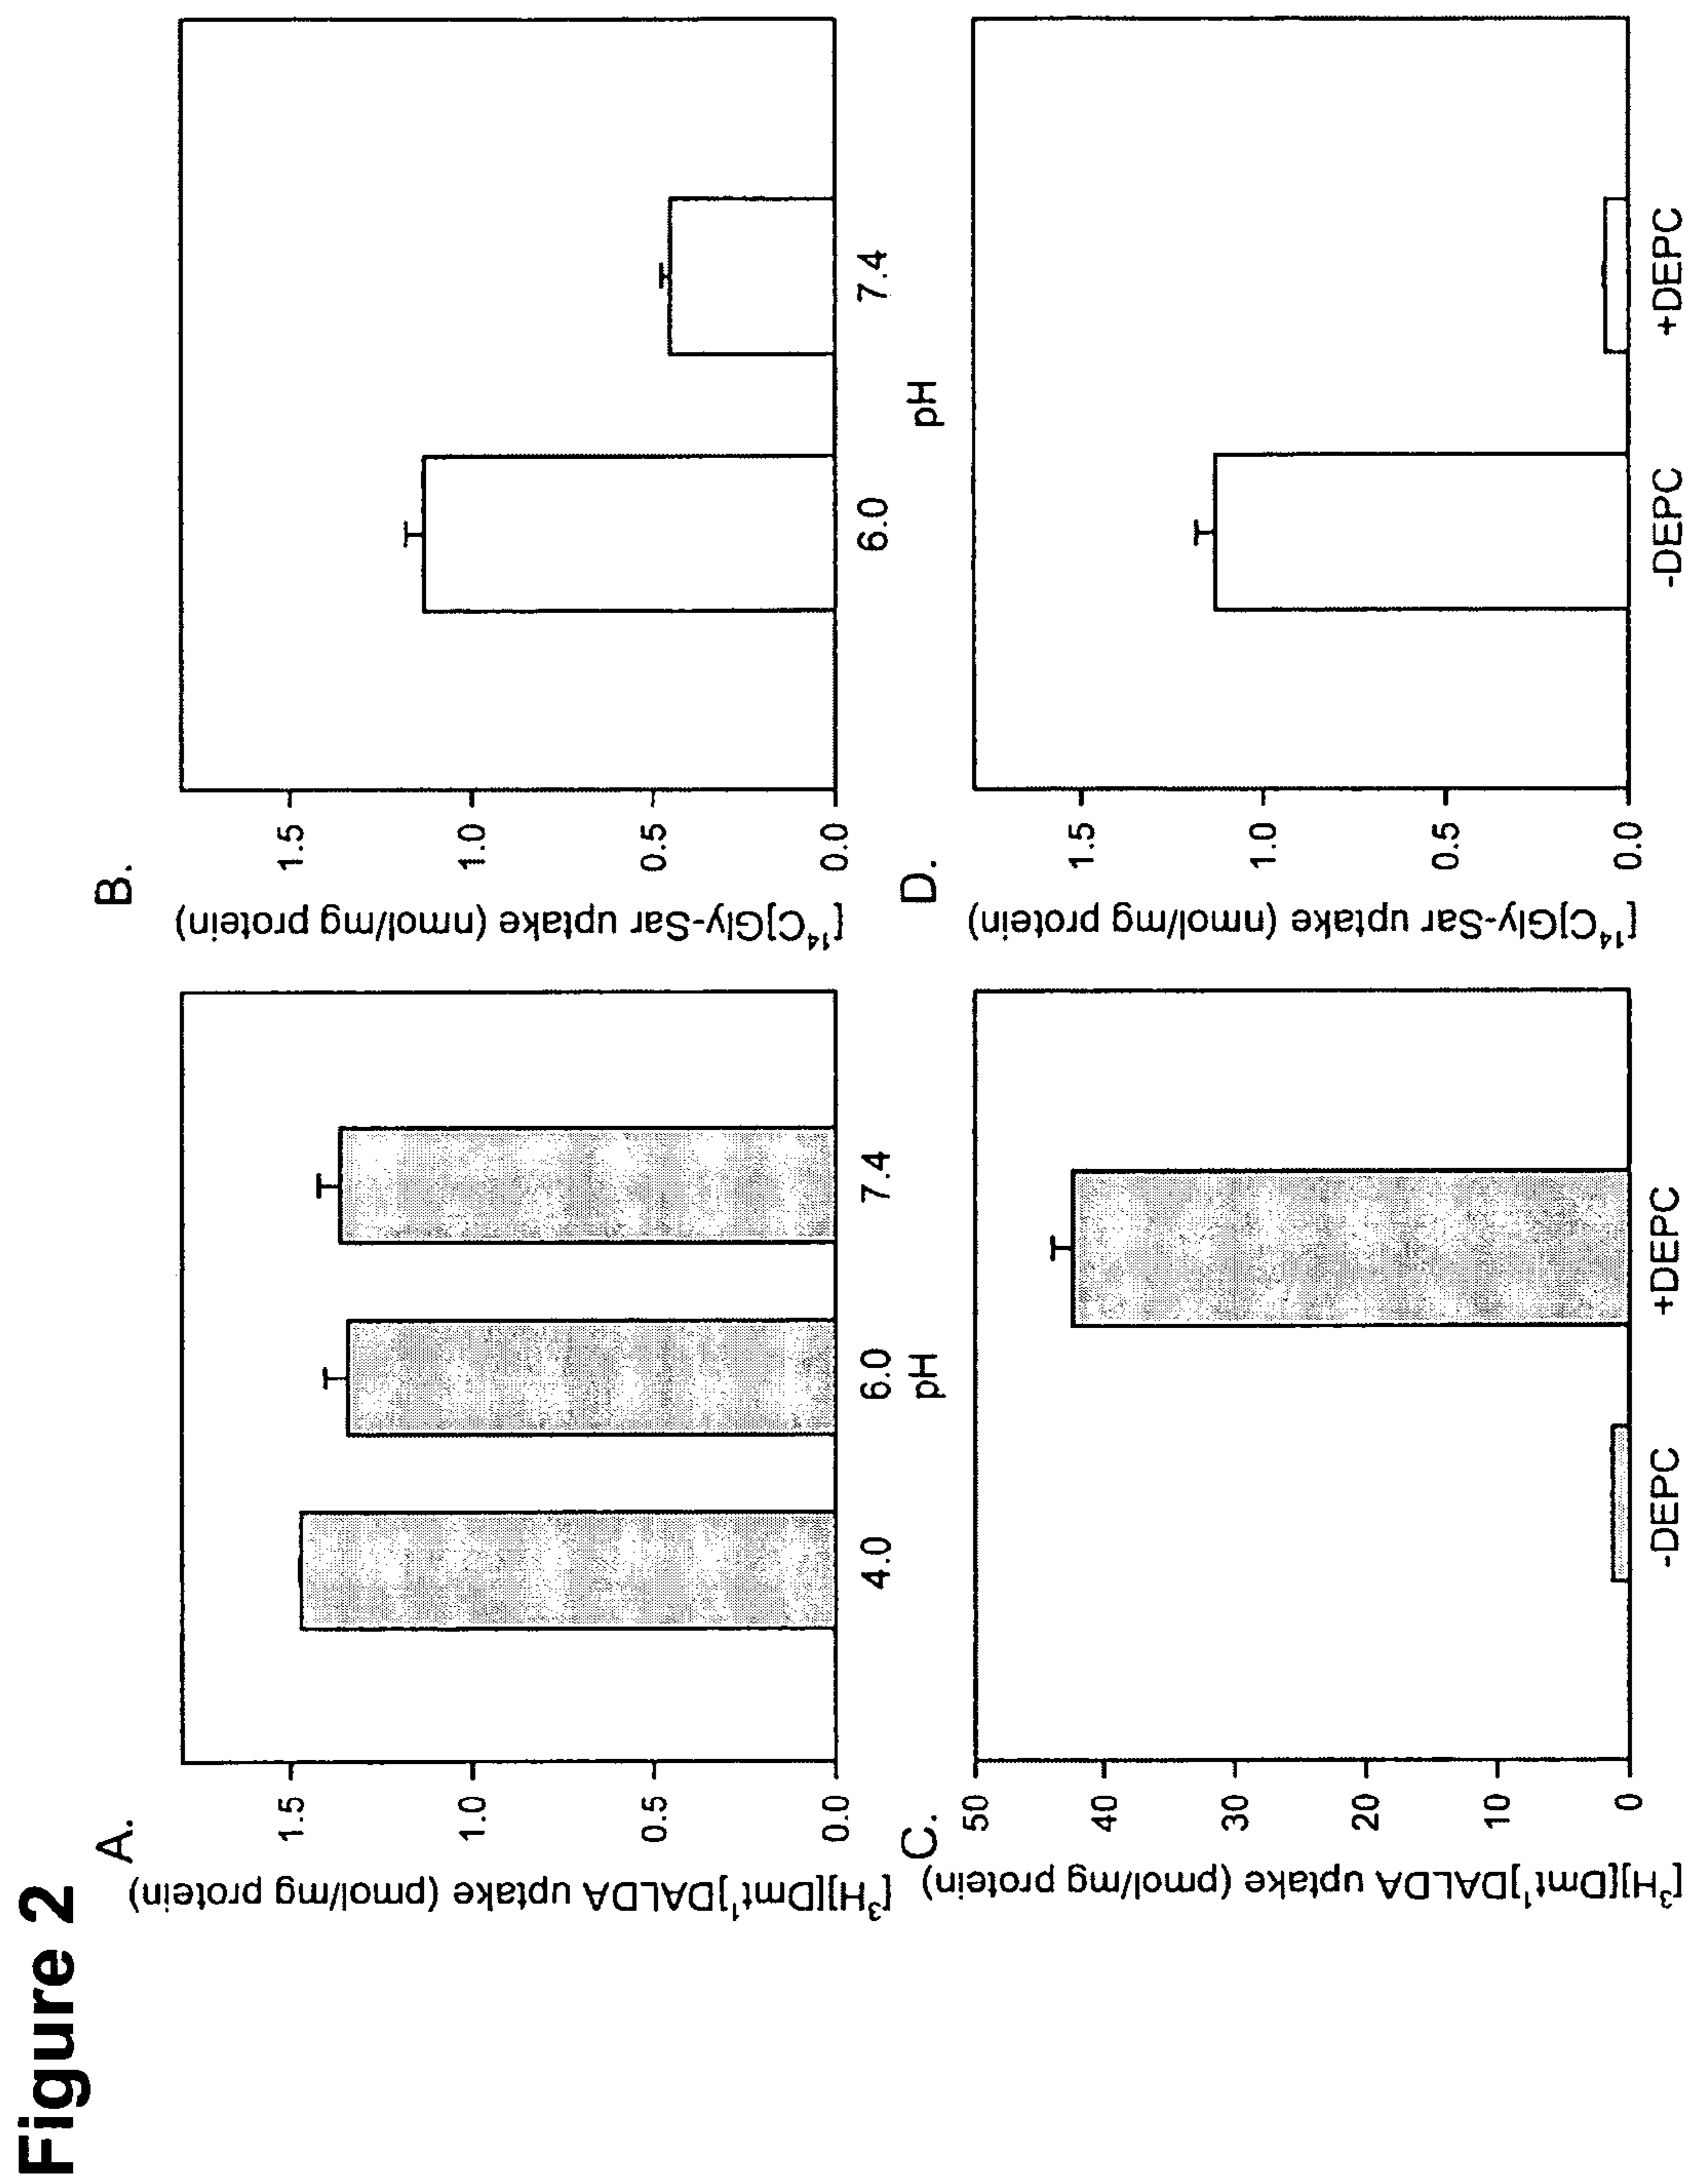 Figure 2
A.
[³H][Dmt¹]DALDA uptake (pmol/mg protein)
1.5
1.0
0.5
0.0
4.0 6.0 7.4
pH
B.
[¹⁴C]Gly-Sar uptake (nmol/mg protein)
1.5
1.0
0.5
0.0
6.0 7.4
pH
C.
[³H][Dmt¹]DALDA uptake (pmol/mg protein)
50
40
30
20
10
0
-DEPC +DEPC
D.
[¹⁴C]Gly-Sar uptake (nmol/mg protein)
1.5
1.0
0.5
0.0
-DEPC +DEPC